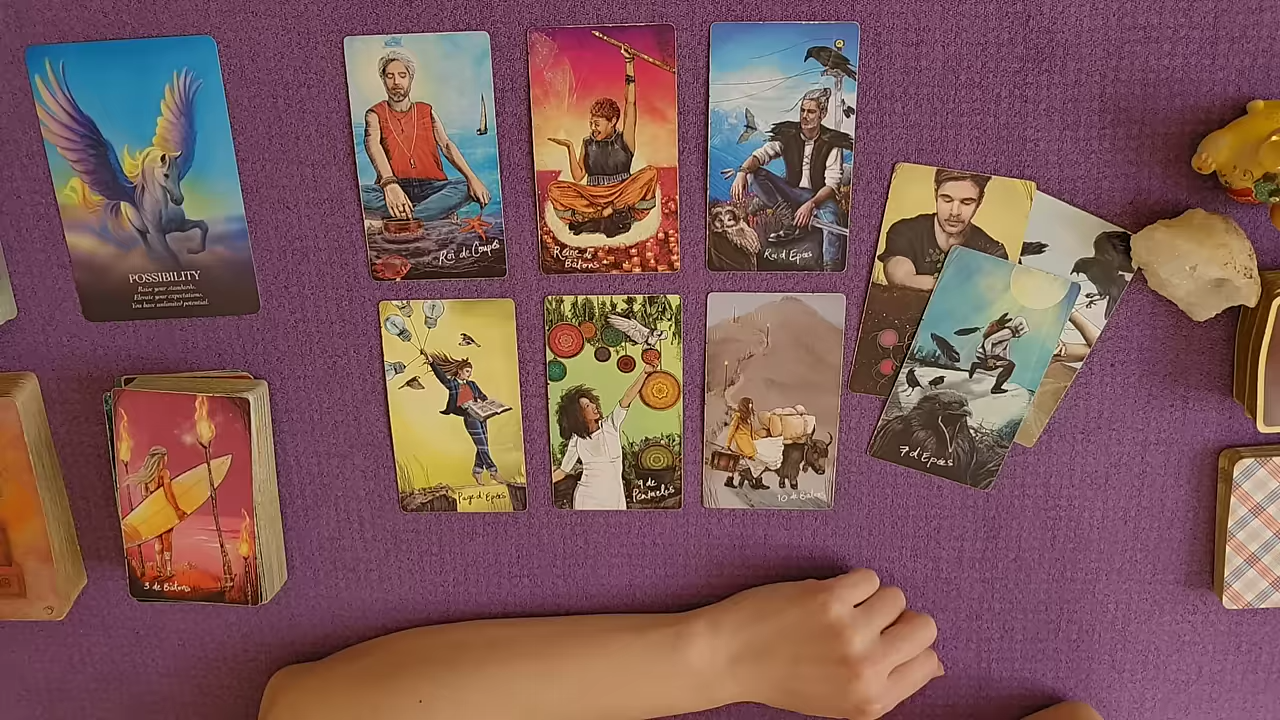 POSSIBILITY
Raise your standards.
Elevate your expectations.
You have unlimited potential.
Roi de Coupes
Reine de
Bâtons
Roi d'Epées
Page d'Epées
9 de
Pentacles
10 de Bâtons
7 d'Epées
3 de Bâtons